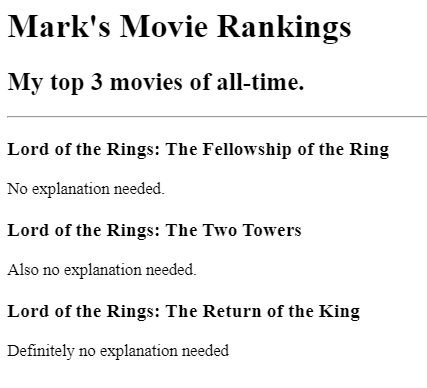 Mark's Movie Rankings
My top 3 movies of all-time.
Lord of the Rings: The Fellowship of the Ring
No explanation needed.
Lord of the Rings: The Two Towers
Also no explanation needed.
Lord of the Rings: The Return of the King
Definitely no explanation needed